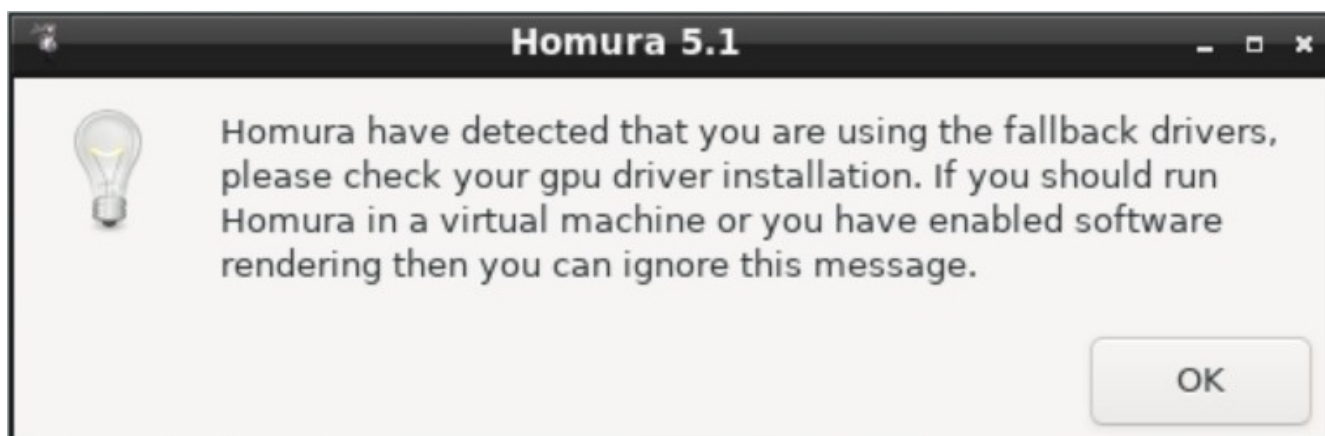 Homura 5.1
Homura have detected that you are using the fallback drivers,
please check your gpu driver installation. If you should run
Homura in a virtual machine or you have enabled software
rendering then you can ignore this message.
OK